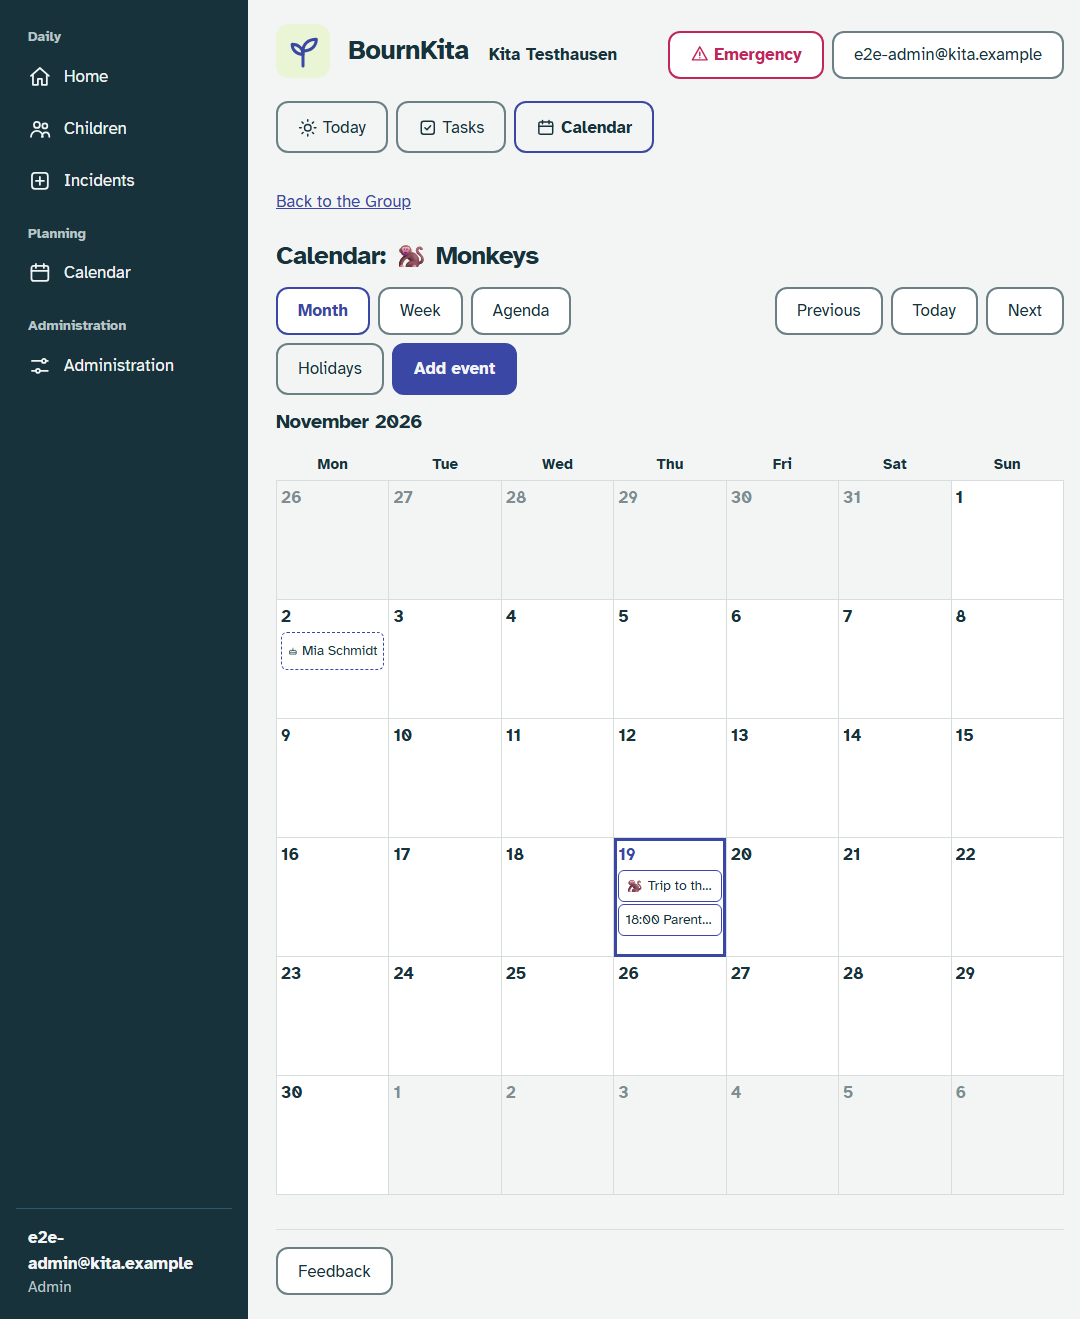 Daily
Home
Children
Incidents
Planning
Calendar
Administration
Administration
e2e-
admin@kita.example
Admin
BournKita Kita Testhausen
Emergency
e2e-admin@kita.example
Today Tasks Calendar
Back to the Group
Calendar: Monkeys
Month Week Agenda Previous Today Next
Holidays Add event
November 2026
Mon Tue Wed Thu Fri Sat Sun
26 27 28 29 30 31 1
2 3 4 5 6 7 8
Mia Schmidt
9 10 11 12 13 14 15
16 17 18 19 20 21 22
Trip to th...
18:00 Parent...
23 24 25 26 27 28 29
30 1 2 3 4 5 6
Feedback